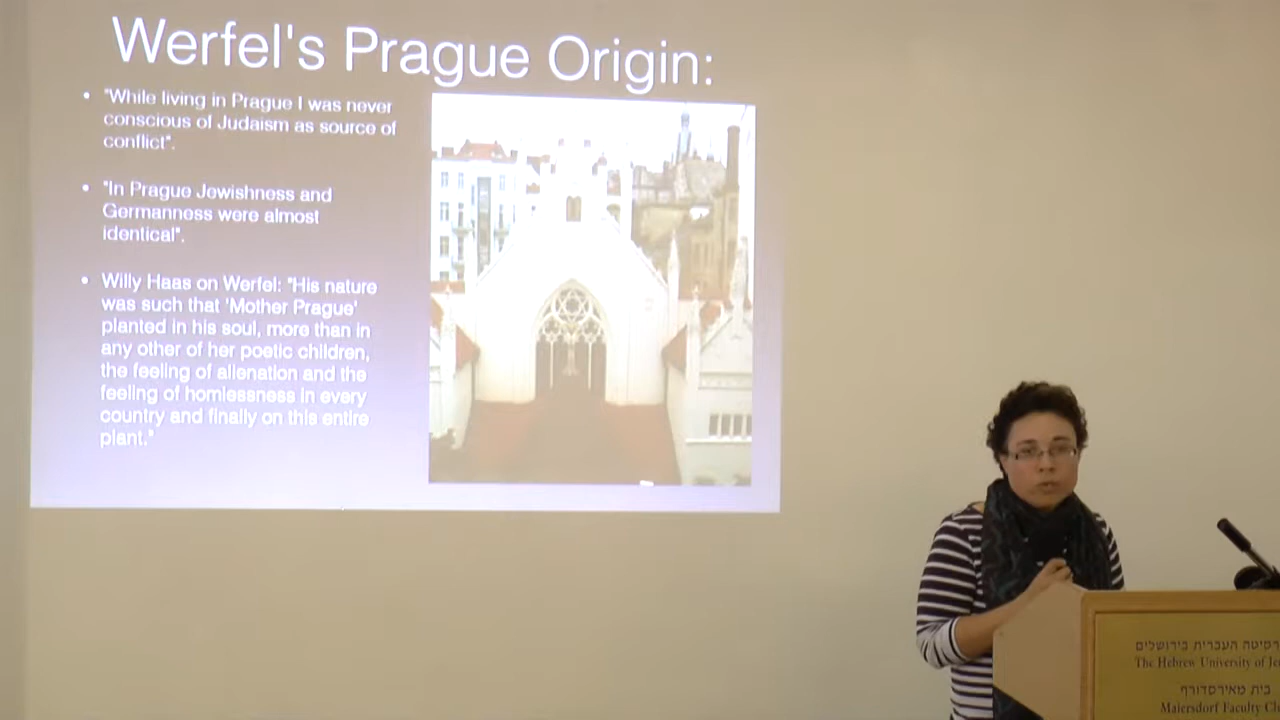 Werfel's Prague Origin:
• "While living in Prague I was never
conscious of Judaism as source of
conflict".
• "In Prague Jewishness and
Germanness were almost
identical".
• Willy Haas on Werfel: "His nature
was such that 'Mother Prague'
planted in his soul, more than in
any other of her poetic children,
the feeling of alienation and the
feeling of homlessness in every
country and finally on this entire
plant."
העברית בירושלים
The Hebrew University of
בית מאירסדורף
Maiersdorf Faculty